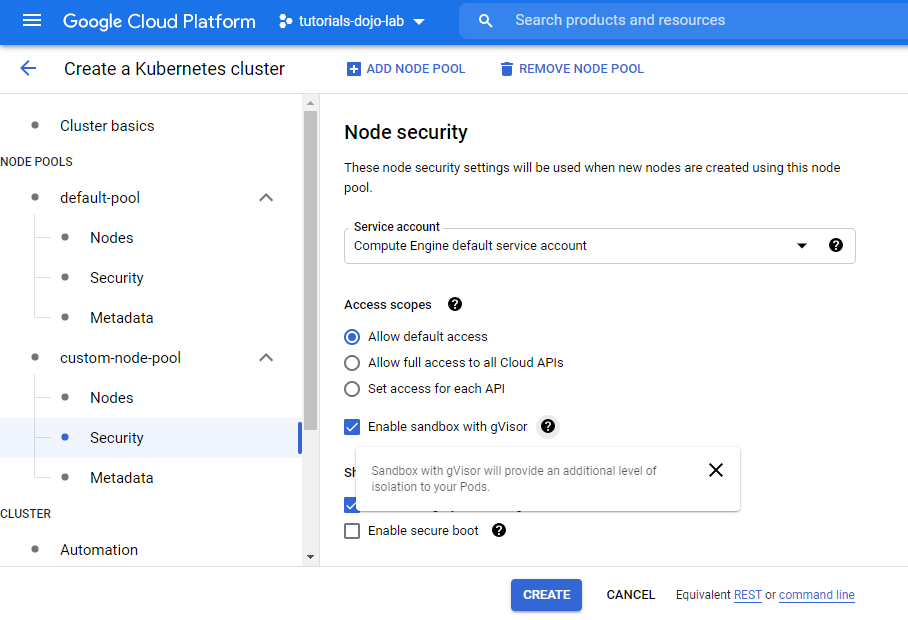 Google Cloud Platform
tutorials-dojo-lab
Search products and resources
Create a Kubernetes cluster
ADD NODE POOL
REMOVE NODE POOL
Cluster basics
NODE POOLS
default-pool
Nodes
Security
Metadata
custom-node-pool
Nodes
Security
Metadata
CLUSTER
Automation
Node security
These node security settings will be used when new nodes are created using this node
pool.
Service account
Compute Engine default service account
Access scopes
Allow default access
Allow full access to all Cloud APIs
Set access for each API
Enable sandbox with gVisor
Sandbox with gVisor will provide an additional level of
isolation to your Pods.
Enable secure boot
CREATE
CANCEL
Equivalent REST or command line